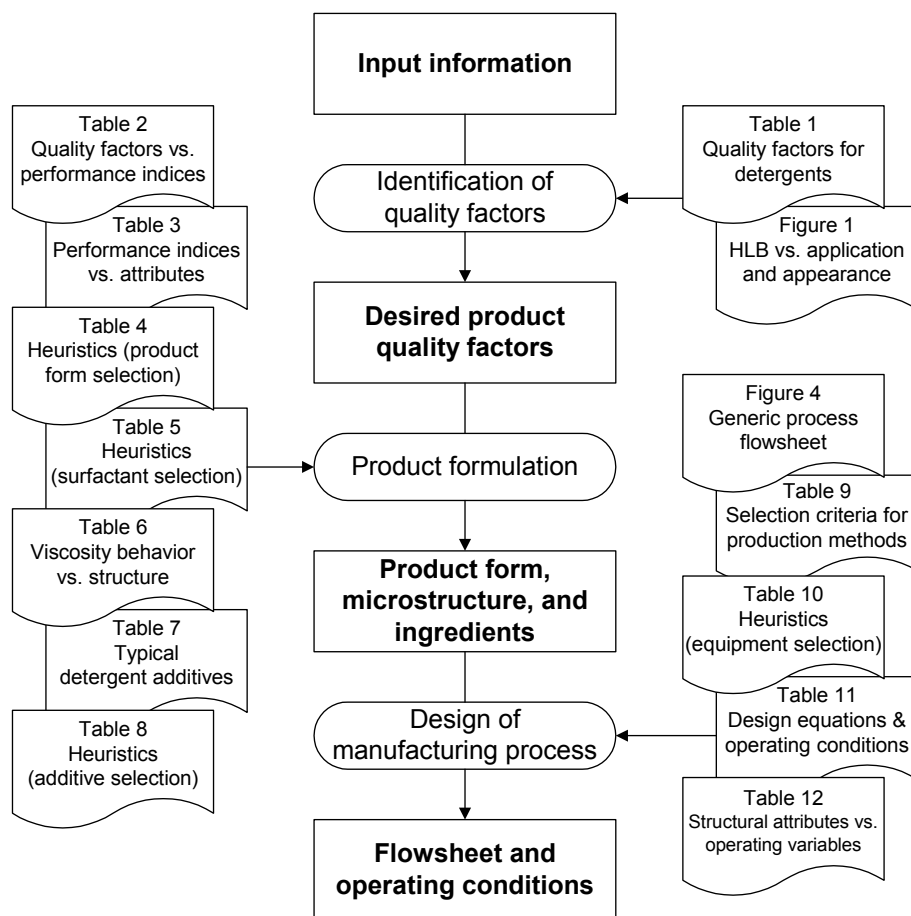 Input information
Table 2
Quality factors vs.
performance indices
Table 1
Quality factors for
detergents
Identification of
quality factors
Table 3
Performance indices
vs. attributes
Figure 1
HLB vs. application
and appearance
Desired product
quality factors
Table 4
Heuristics (product
form selection)
Table 5
Heuristics
(surfactant selection)
Product formulation
Figure 4
Generic process
flowsheet
Table 9
Selection criteria for
production methods
Table 6
Viscosity behavior
vs. structure
Product form,
microstructure, and
ingredients
Table 10
Heuristics
(equipment selection)
Table 7
Typical
detergent additives
Table 11
Design equations &
operating conditions
Design of
manufacturing process
Table 8
Heuristics
(additive selection)
Table 12
Structural attributes vs.
operating variables
Flowsheet and
operating conditions